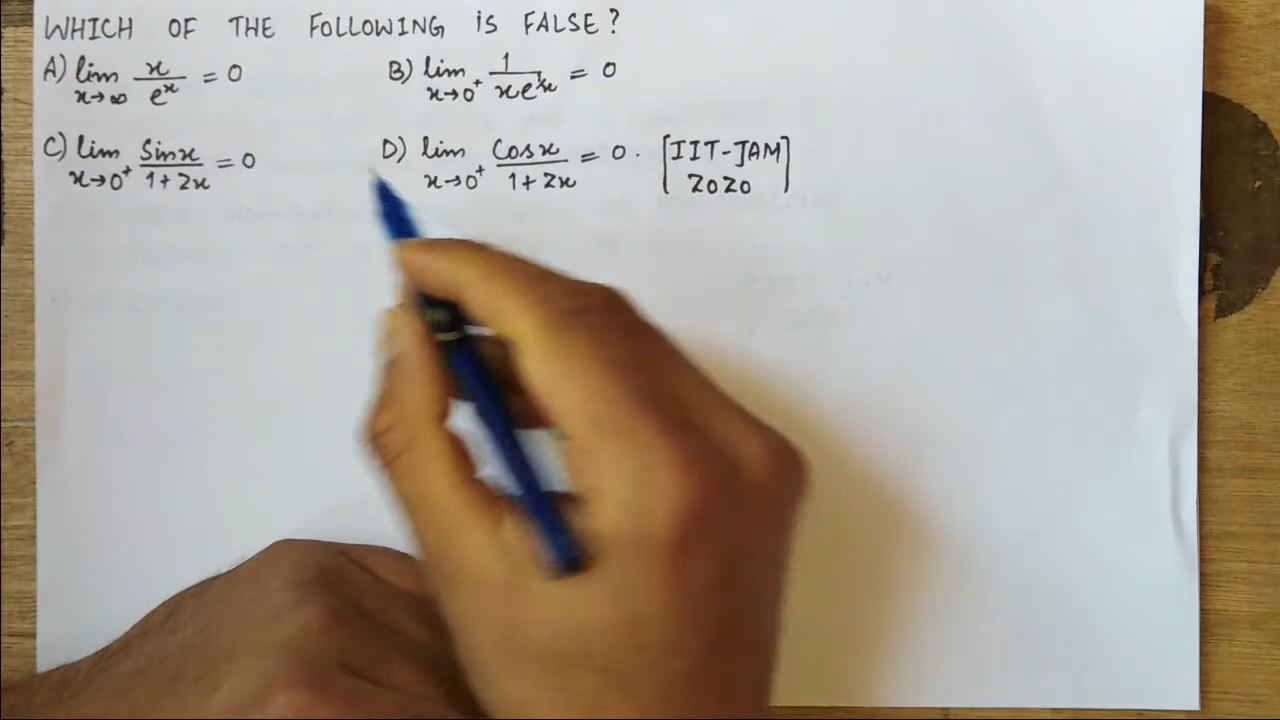 WHICH OF THE FOLLOWING IS FALSE?
A) lim x→∞ x/e^x = 0 B) lim x→0⁺ 1/(xe^(1/x)) = 0
C) lim x→0⁺ Sinx/(1+2x) = 0 D) lim x→0⁺ Cosx/(1+2x) = 0. [IIT-JAM 2020]